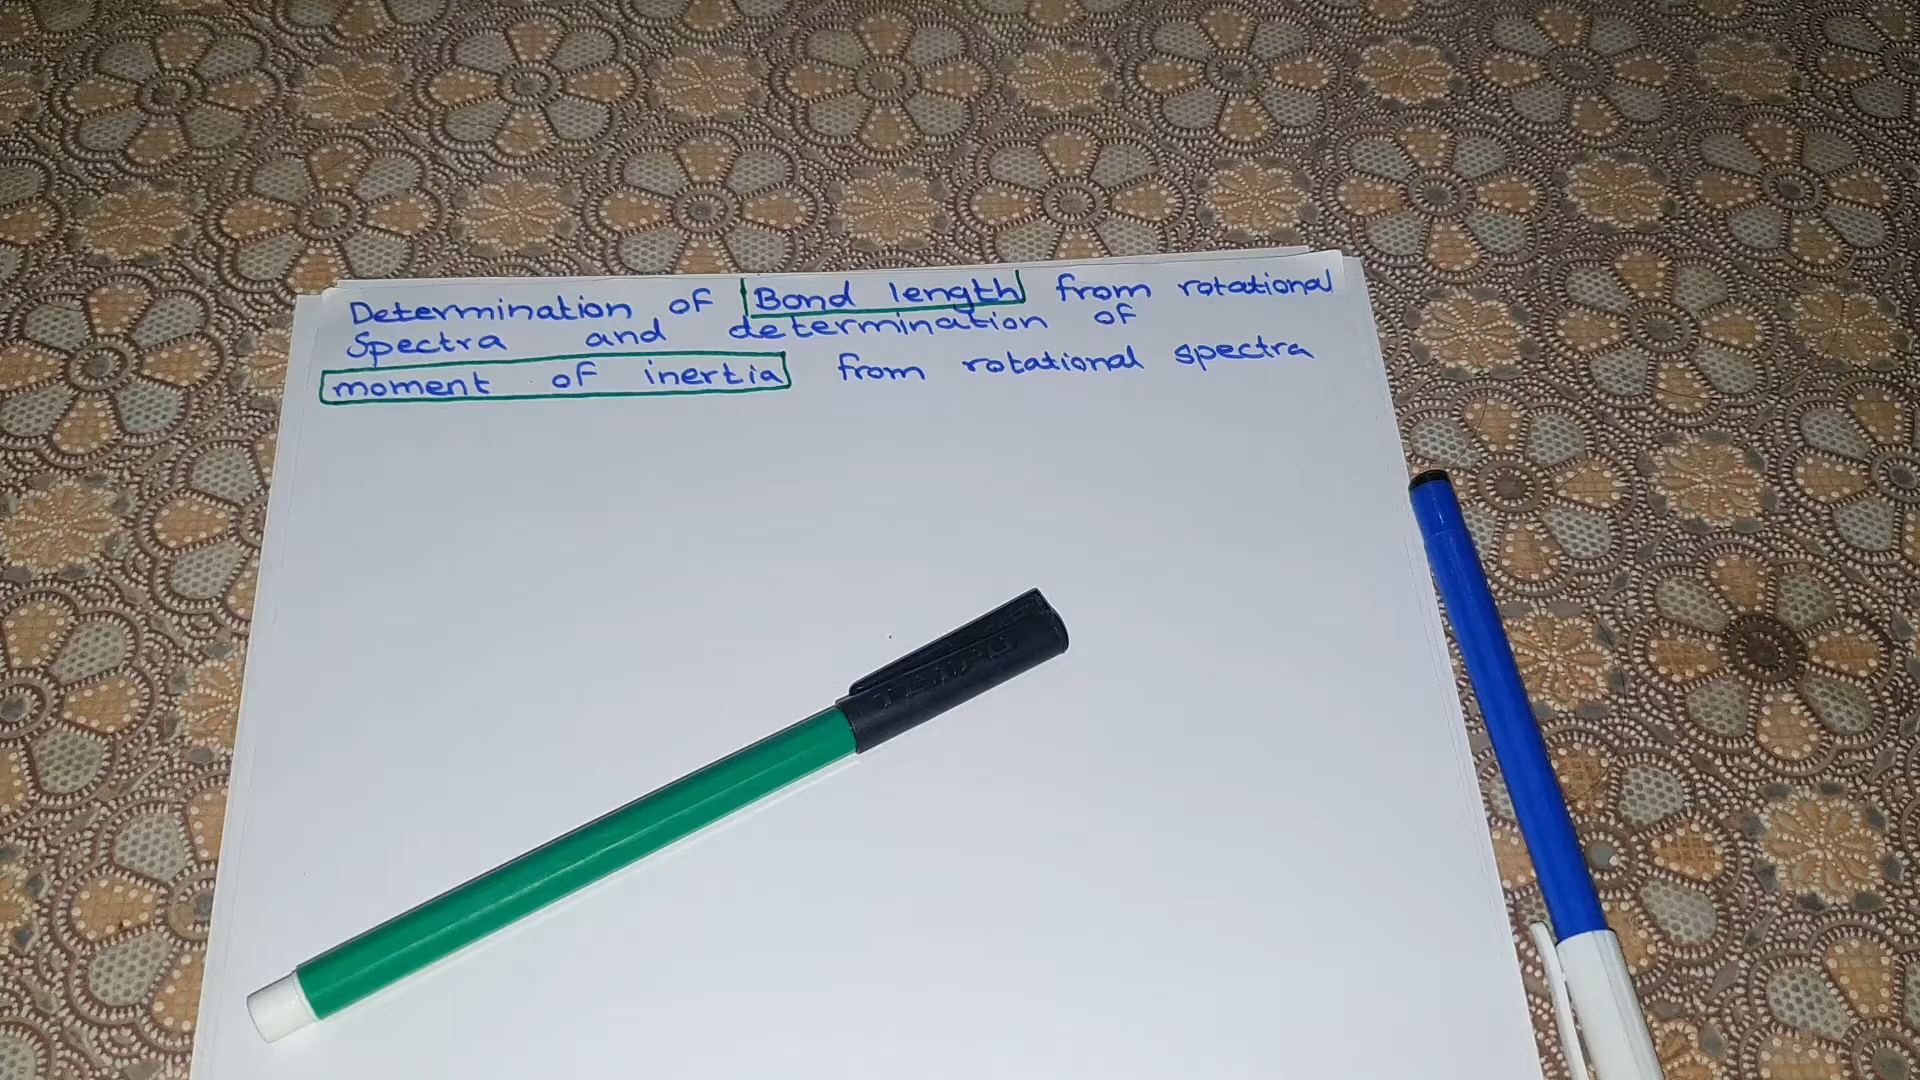 Determination of Bond length from rotational
Spectra and determination of
moment of inertia from rotational spectra